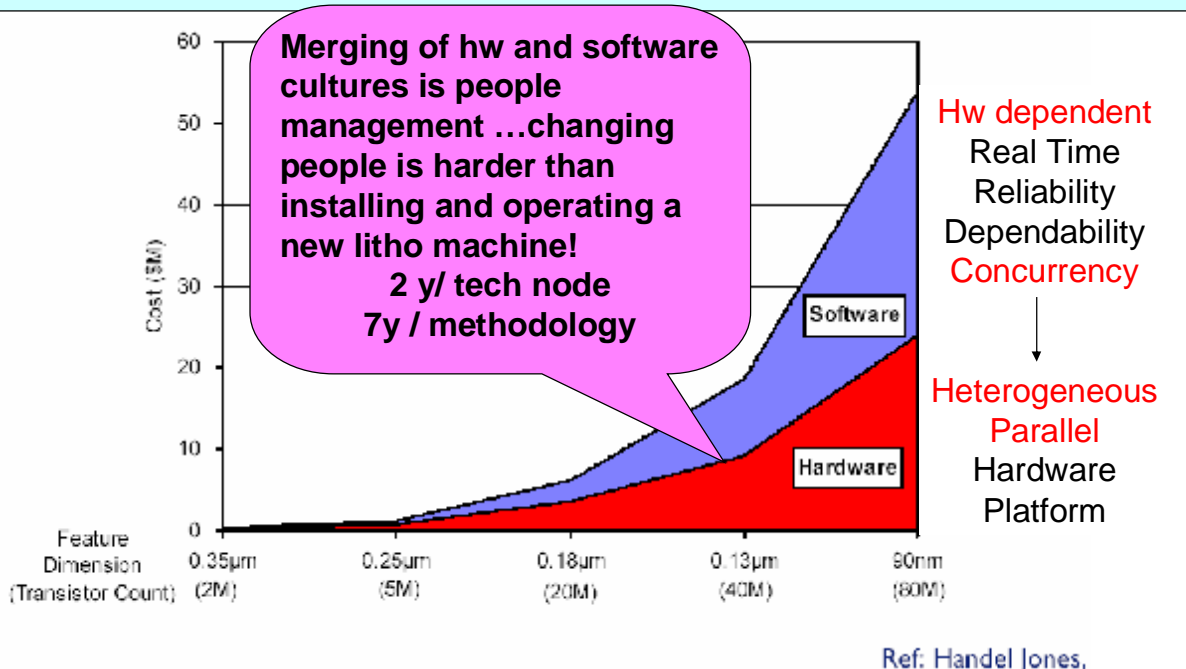 60
50
40
30
20
10
0
Cost ($M)
Merging of hw and software
cultures is people
management …changing
people is harder than
installing and operating a
new litho machine!
2 y/ tech node
7y / methodology
Software
Hardware
Hw dependent
Real Time
Reliability
Dependability
Concurrency
Heterogeneous
Parallel
Hardware
Platform
Feature
Dimension
(Transistor Count)
0.35µm
(2M)
0.25µm
(5M)
0.18µm
(20M)
0.13µm
(40M)
90nm
(80M)
Ref: Handel Jones,